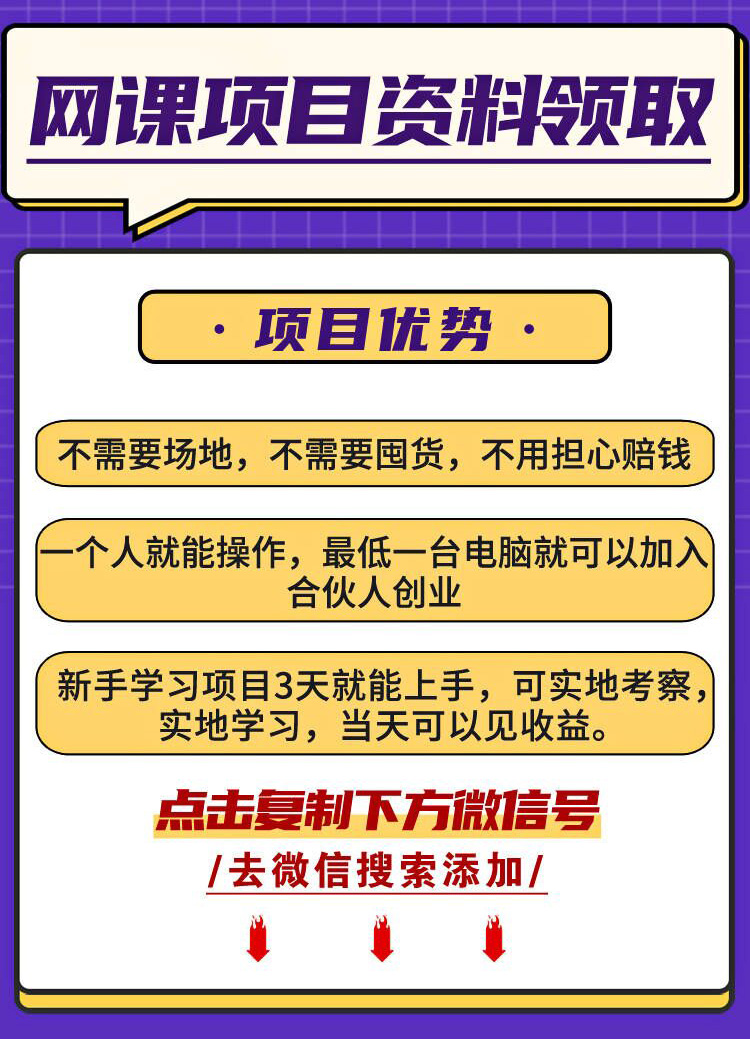 网课项目资料领取
· 项目优势 ·
不需要场地，不需要囤货，不用担心赔钱
一个人就能操作，最低一台电脑就可以加入
合伙人创业
新手学习项目3天就能上手，可实地考察，
实地学习，当天可以见收益。
点击复制下方微信号
/去微信搜索添加/